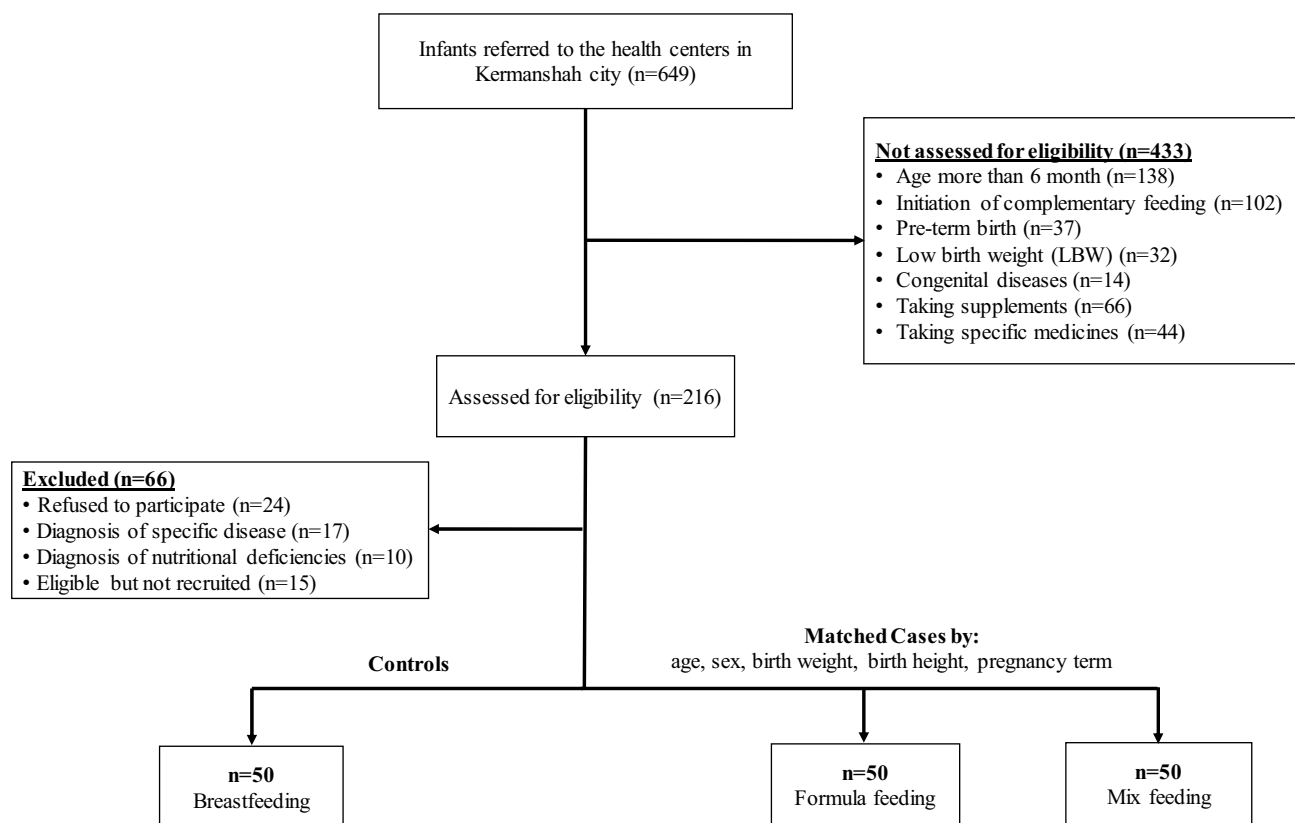 Infants referred to the health centers in
Kermanshah city (n=649)
Not assessed for eligibility (n=433)
• Age more than 6 month (n=138)
• Initiation of complementary feeding (n=102)
• Pre-term birth (n=37)
• Low birth weight (LBW) (n=32)
• Congenital diseases (n=14)
• Taking supplements (n=66)
• Taking specific medicines (n=44)
Assessed for eligibility (n=216)
Excluded (n=66)
• Refused to participate (n=24)
• Diagnosis of specific disease (n=17)
• Diagnosis of nutritional deficiencies (n=10)
• Eligible but not recruited (n=15)
Controls
Matched Cases by:
age, sex, birth weight, birth height, pregnancy term
n=50
Breastfeeding
n=50
Formula feeding
n=50
Mix feeding